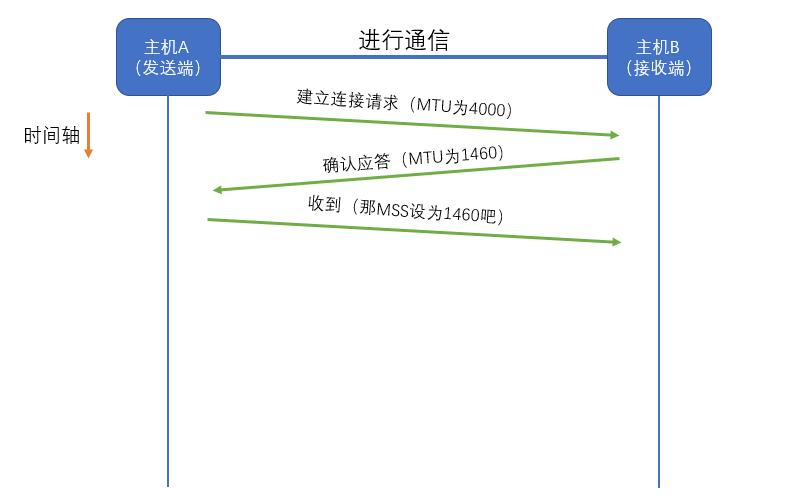 主机A
（发送端）
进行通信
主机B
（接收端）
建立连接请求（MTU为4000）
时间轴
确认应答（MTU为1460）
收到（那MSS设为1460吧）